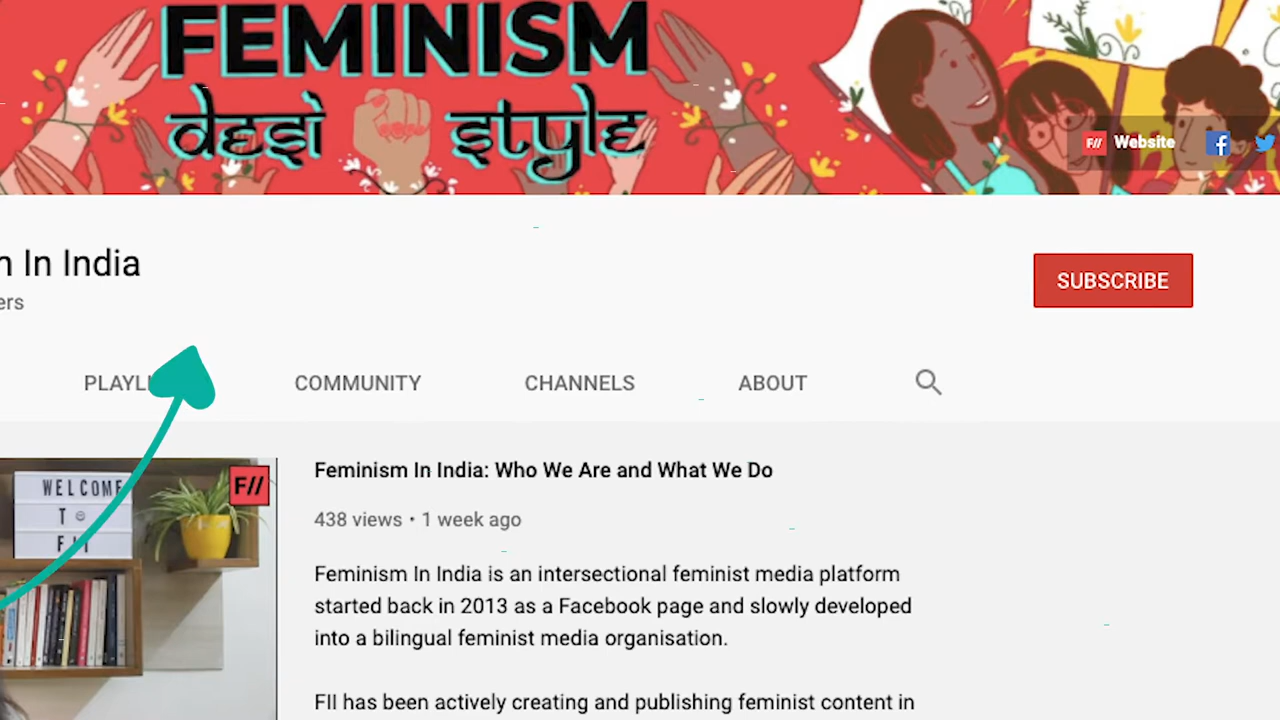 FEMINISM
desi style
Website
In India
SUBSCRIBE
COMMUNITY CHANNELS ABOUT
Feminism In India: Who We Are and What We Do
438 views • 1 week ago
WELCOME
F//
Feminism In India is an intersectional feminist media platform
started back in 2013 as a Facebook page and slowly developed
into a bilingual feminist media organisation.
FII has been actively creating and publishing feminist content in